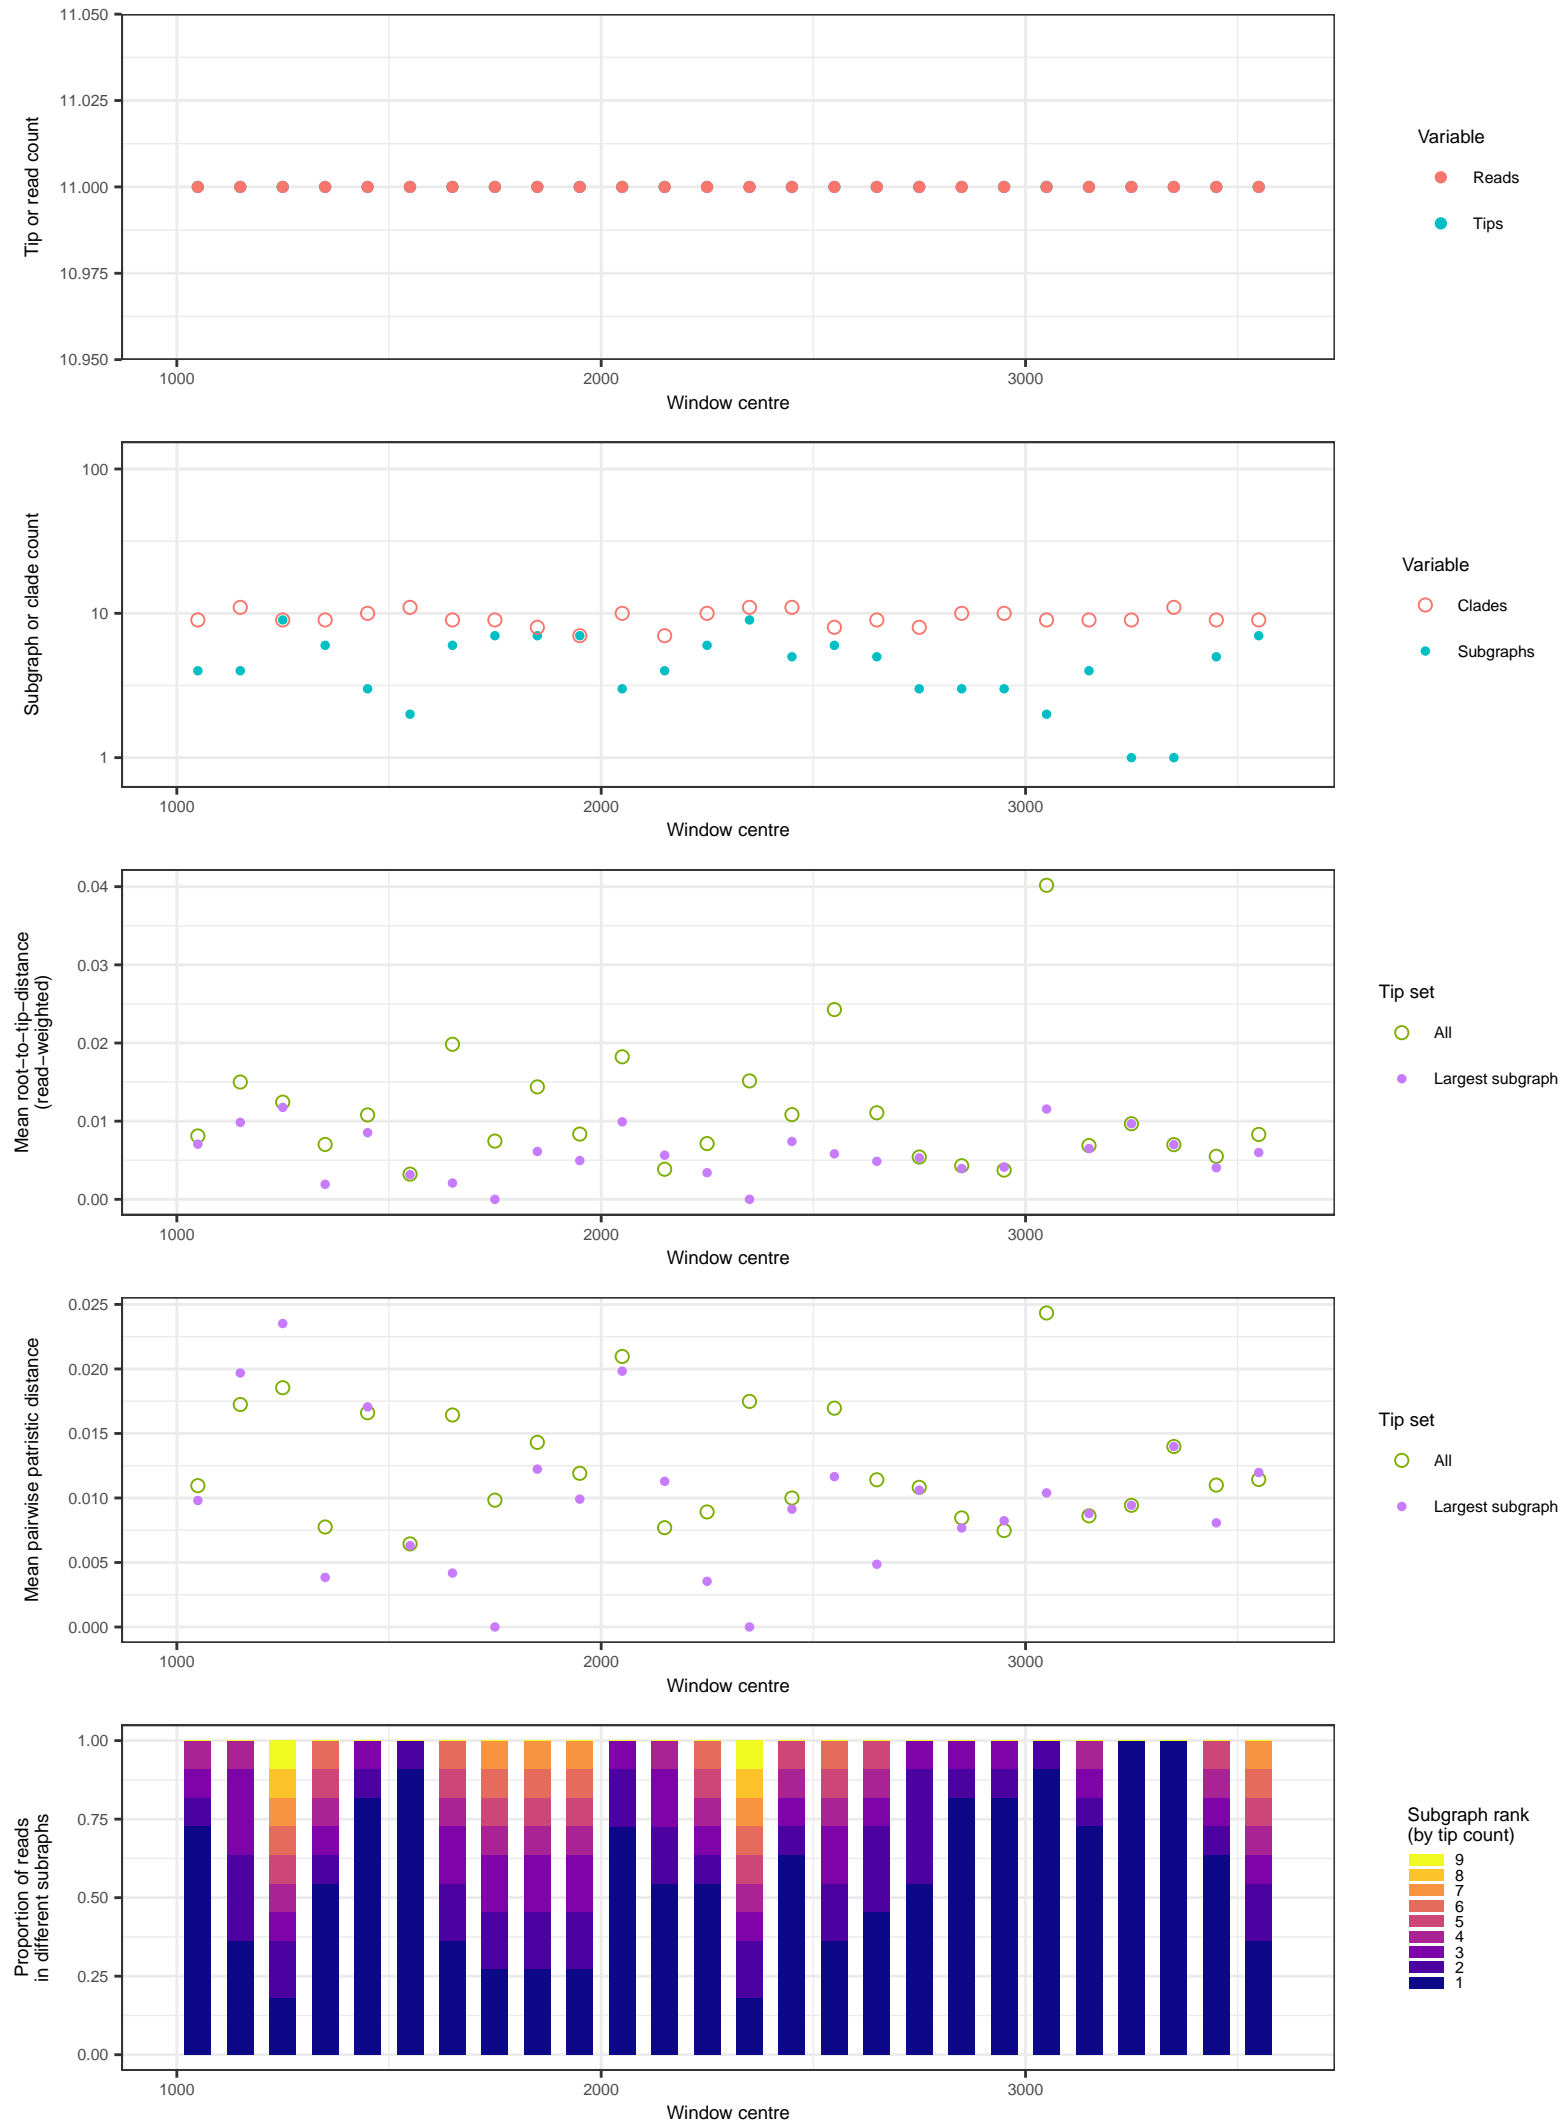 11.050
11.025
11.000
10.975
10.950
Tip or read count
1000
2000
3000
Window centre
Variable
Reads
Tips
100
10
1
Subgraph or clade count
1000
2000
3000
Window centre
Variable
Clades
Subgraphs
0.04
0.03
0.02
0.01
0.00
Mean root−to−tip−distance
(read−weighted)
1000
2000
3000
Window centre
Tip set
All
Largest subgraph
0.025
0.020
0.015
0.010
0.005
0.000
Mean pairwise patristic distance
1000
2000
3000
Window centre
Tip set
All
Largest subgraph
1.00
0.75
0.50
0.25
0.00
Proportion of reads
in different subraphs
1000
2000
3000
Window centre
Subgraph rank
(by tip count)
9
8
7
6
5
4
3
2
1